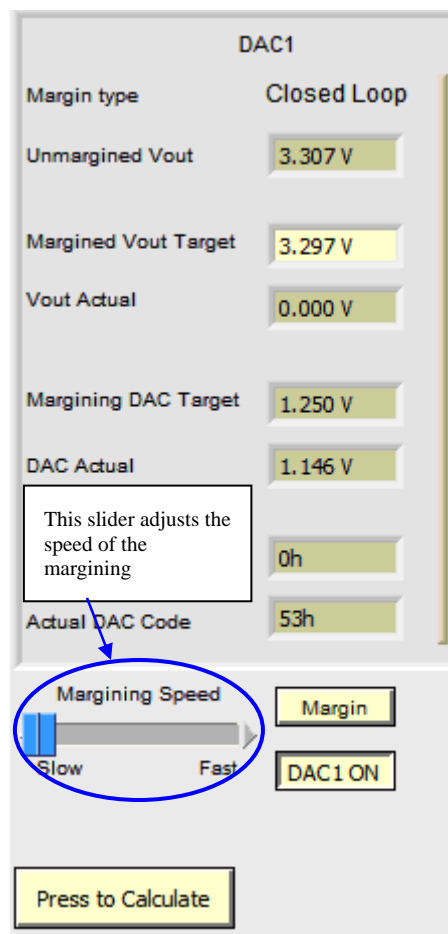 DAC1
Margin type Closed Loop
Unmargined Vout 3.307 V
Margined Vout Target 3.297 V
Vout Actual 0.000 V
Margining DAC Target 1.250 V
DAC Actual 1.146 V
This slider adjusts the
speed of the
margining
0h
Actual DAC Code 53h
Margining Speed
Margin
Slow Fast
DAC1 ON
Press to Calculate